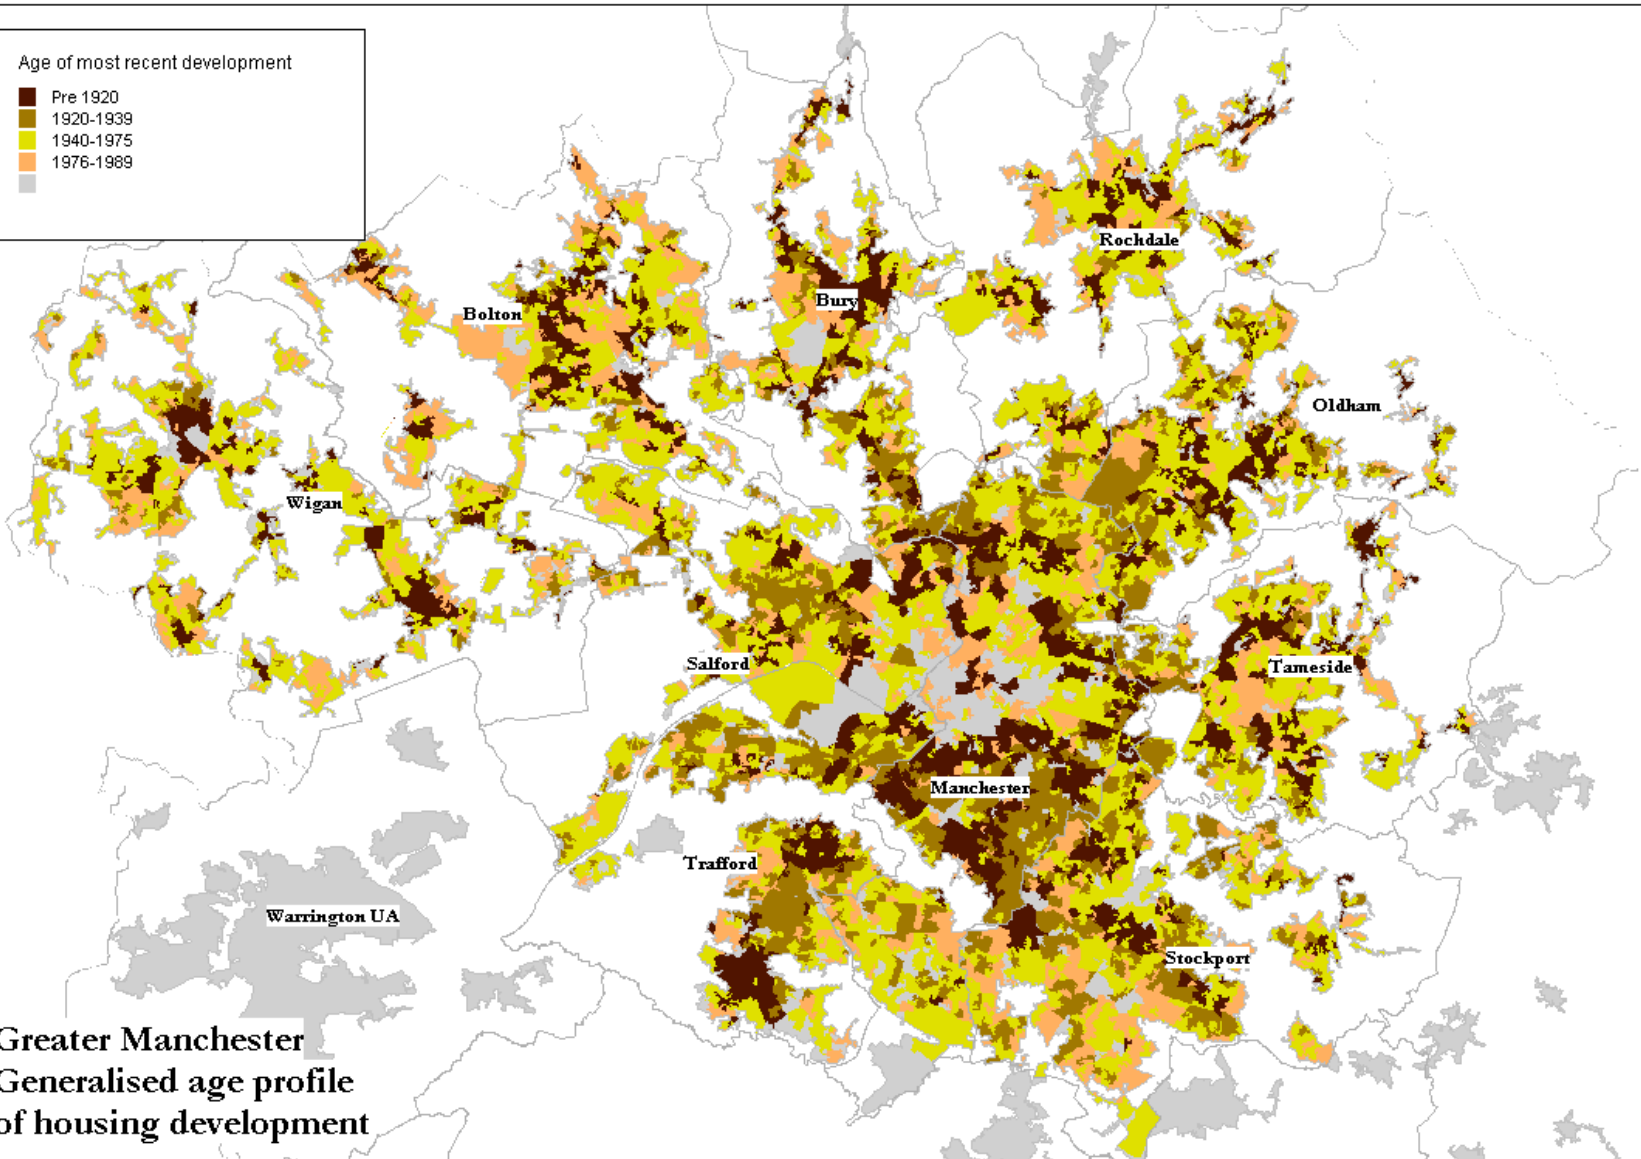 Age of most recent development
Pre 1920
1920-1939
1940-1975
1976-1989
Rochdale
Bury
Bolton
Oldham
Wigan
Salford
Tameside
Manchester
Trafford
Warrington UA
Stockport
Greater Manchester
Generalised age profile
of housing development